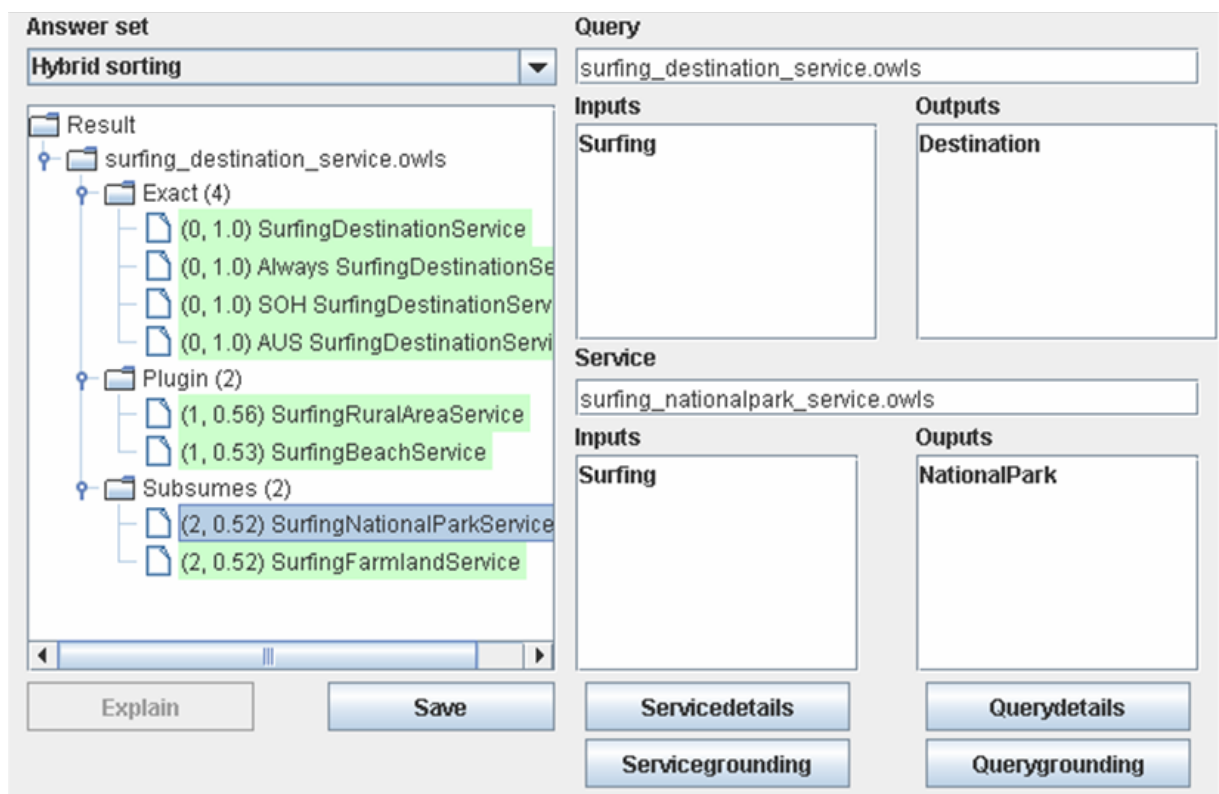 Answer set
Hybrid sorting
Result
surfing_destination_service.owls
Exact (4)
(0, 1.0) SurfingDestinationService
(0, 1.0) Always SurfingDestinationSe
(0, 1.0) SOH SurfingDestinationServ
(0, 1.0) AUS SurfingDestinationServi
Plugin (2)
(1, 0.56) SurfingRuralAreaService
(1, 0.53) SurfingBeachService
Subsumes (2)
(2, 0.52) SurfingNationalParkService
(2, 0.52) SurfingFarmlandService
Explain
Save
Query
surfing_destination_service.owls
Inputs
Surfing
Outputs
Destination
Service
surfing_nationalpark_service.owls
Inputs
Surfing
Ouputs
NationalPark
Servicedetails
Querydetails
Servicegrounding
Querygrounding